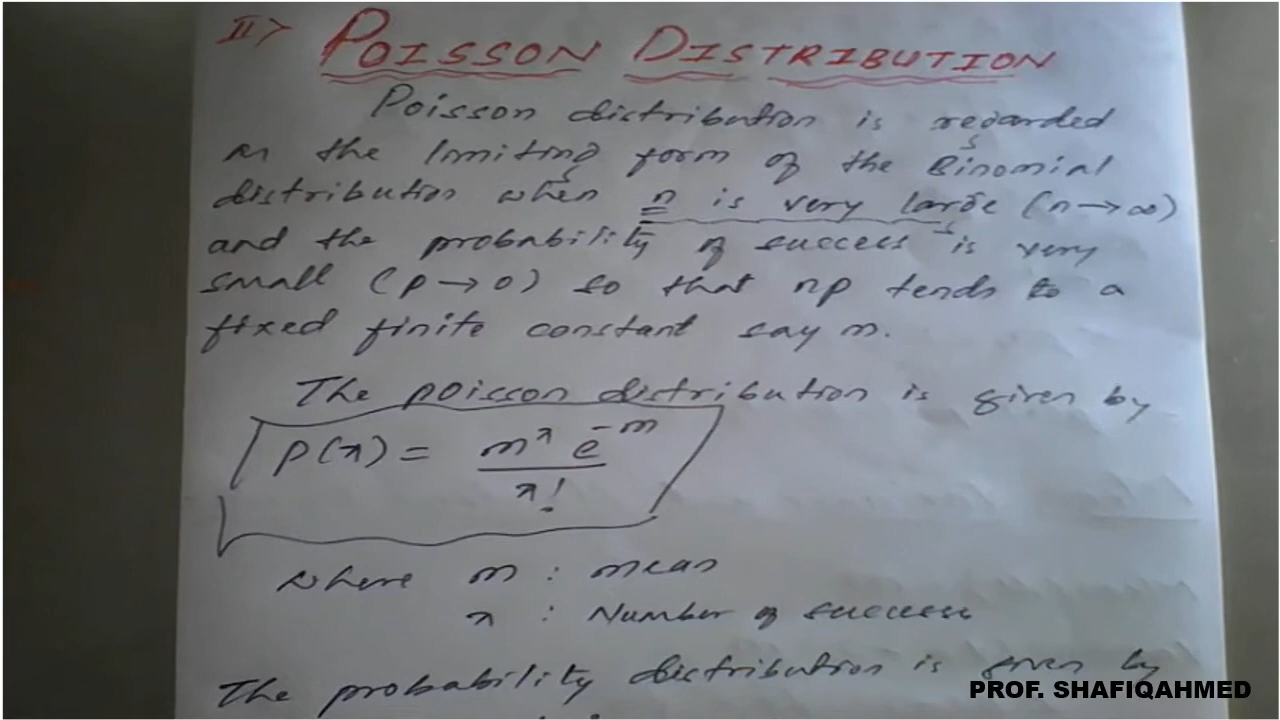 II> POISSON DISTRIBUTION
Poisson distribution is regarded
as the limiting form of the Binomial
distribution when n is very large (n→∞)
and the probability of success is very
small (p→0) so that np tends to a
fixed finite constant say m.
The poisson distribution is given by
P(x) = m^x e^-m / x!
where m : mean
x : Number of success
The probability distribution is given by
PROF. SHAFIQAHMED